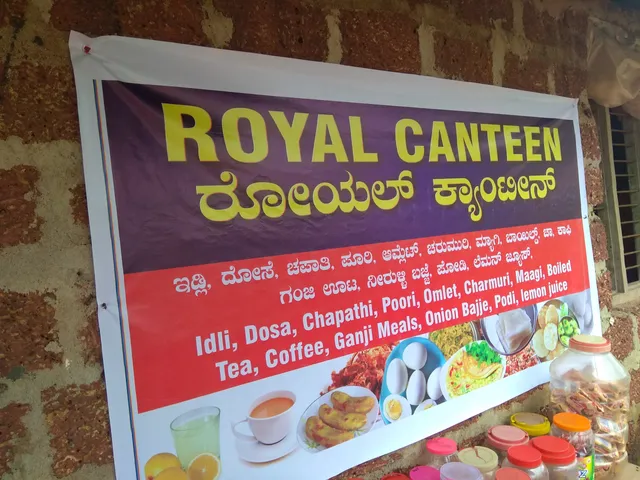 ROYAL CANTEEN
ರೋಯಲ್ ಕ್ಯಾಂಟೀನ್
ಇಡ್ಲಿ, ದೋಸೆ, ಚಪಾತಿ, ಪೂರಿ, ಆಮ್ಲೆಟ್, ಚರುಮುರಿ, ಮ್ಯಾಗಿ, ಬಾಯಿಲ್ಡ್, ಚಾ, ಕಾಫಿ
ಗಂಜಿ ಊಟ, ನೀರುಳ್ಳಿ ಬಜ್ಜೆ, ಪೋಡಿ, ಲೆಮನ್ ಜ್ಯೂಸ್,
Idli, Dosa, Chapathi, Poori, Omlet, Charmuri, Maagi, Boiled
Tea, Coffee, Ganji Meals, Onion Bajje, Podi, lemon juice